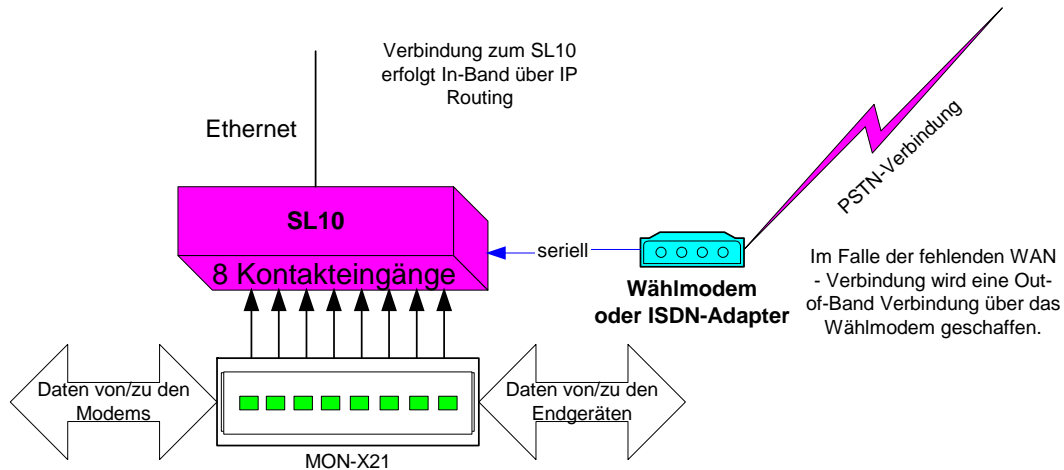 Verbindung zum SL10
erfolgt In-Band über IP
Routing
Ethernet
PSTN-Verbindung
SL10
8 Kontakteingänge
seriell
Wählmodem
oder ISDN-Adapter
Im Falle der fehlenden WAN
- Verbindung wird eine Out-
of-Band Verbindung über das
Wählmodem geschaffen.
Daten von/zu den
Modems
Daten von/zu den
Endgeräten
MON-X21